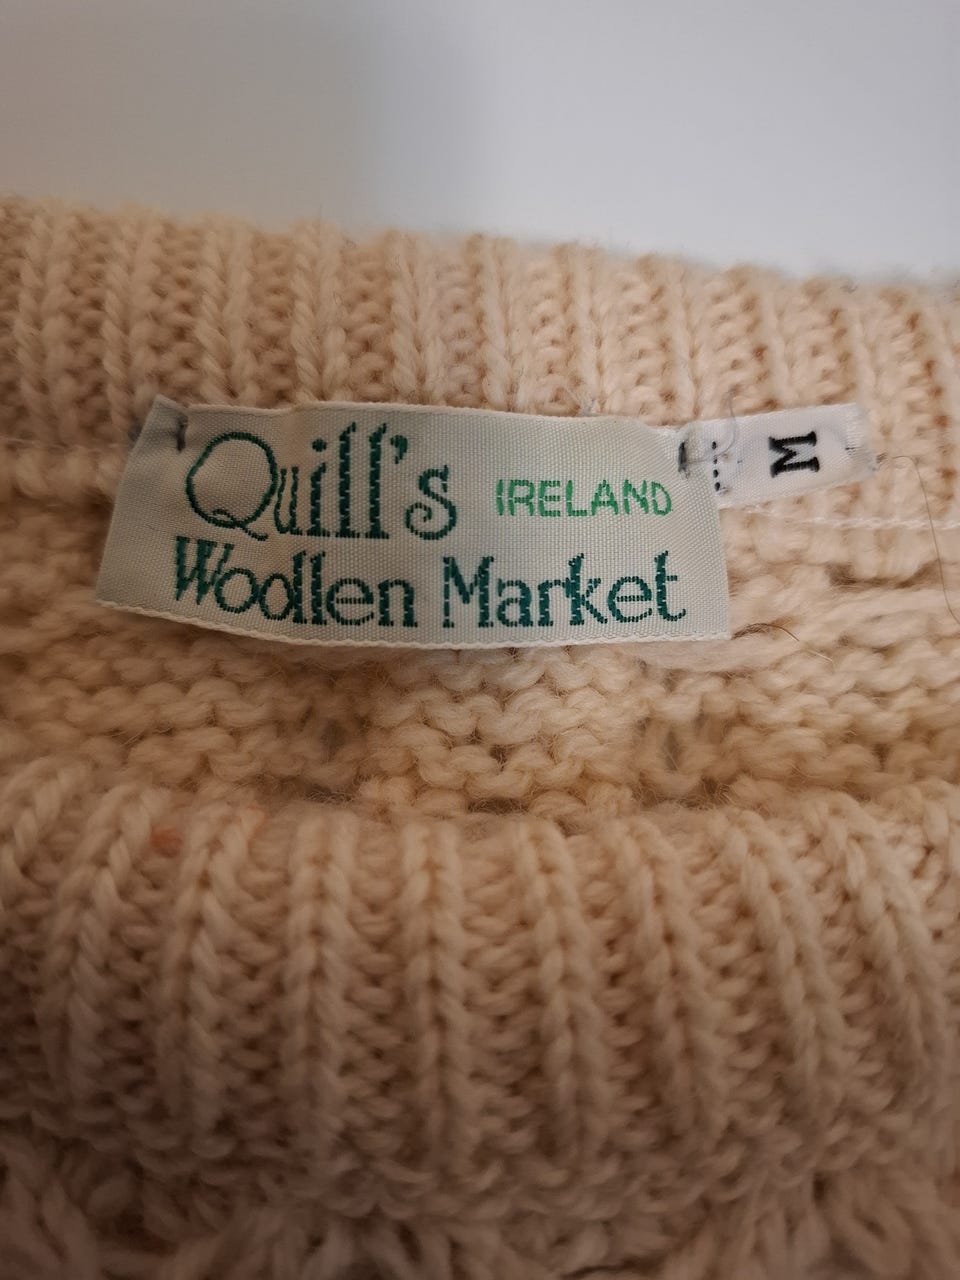 Quill's IRELAND
Woollen Market
M